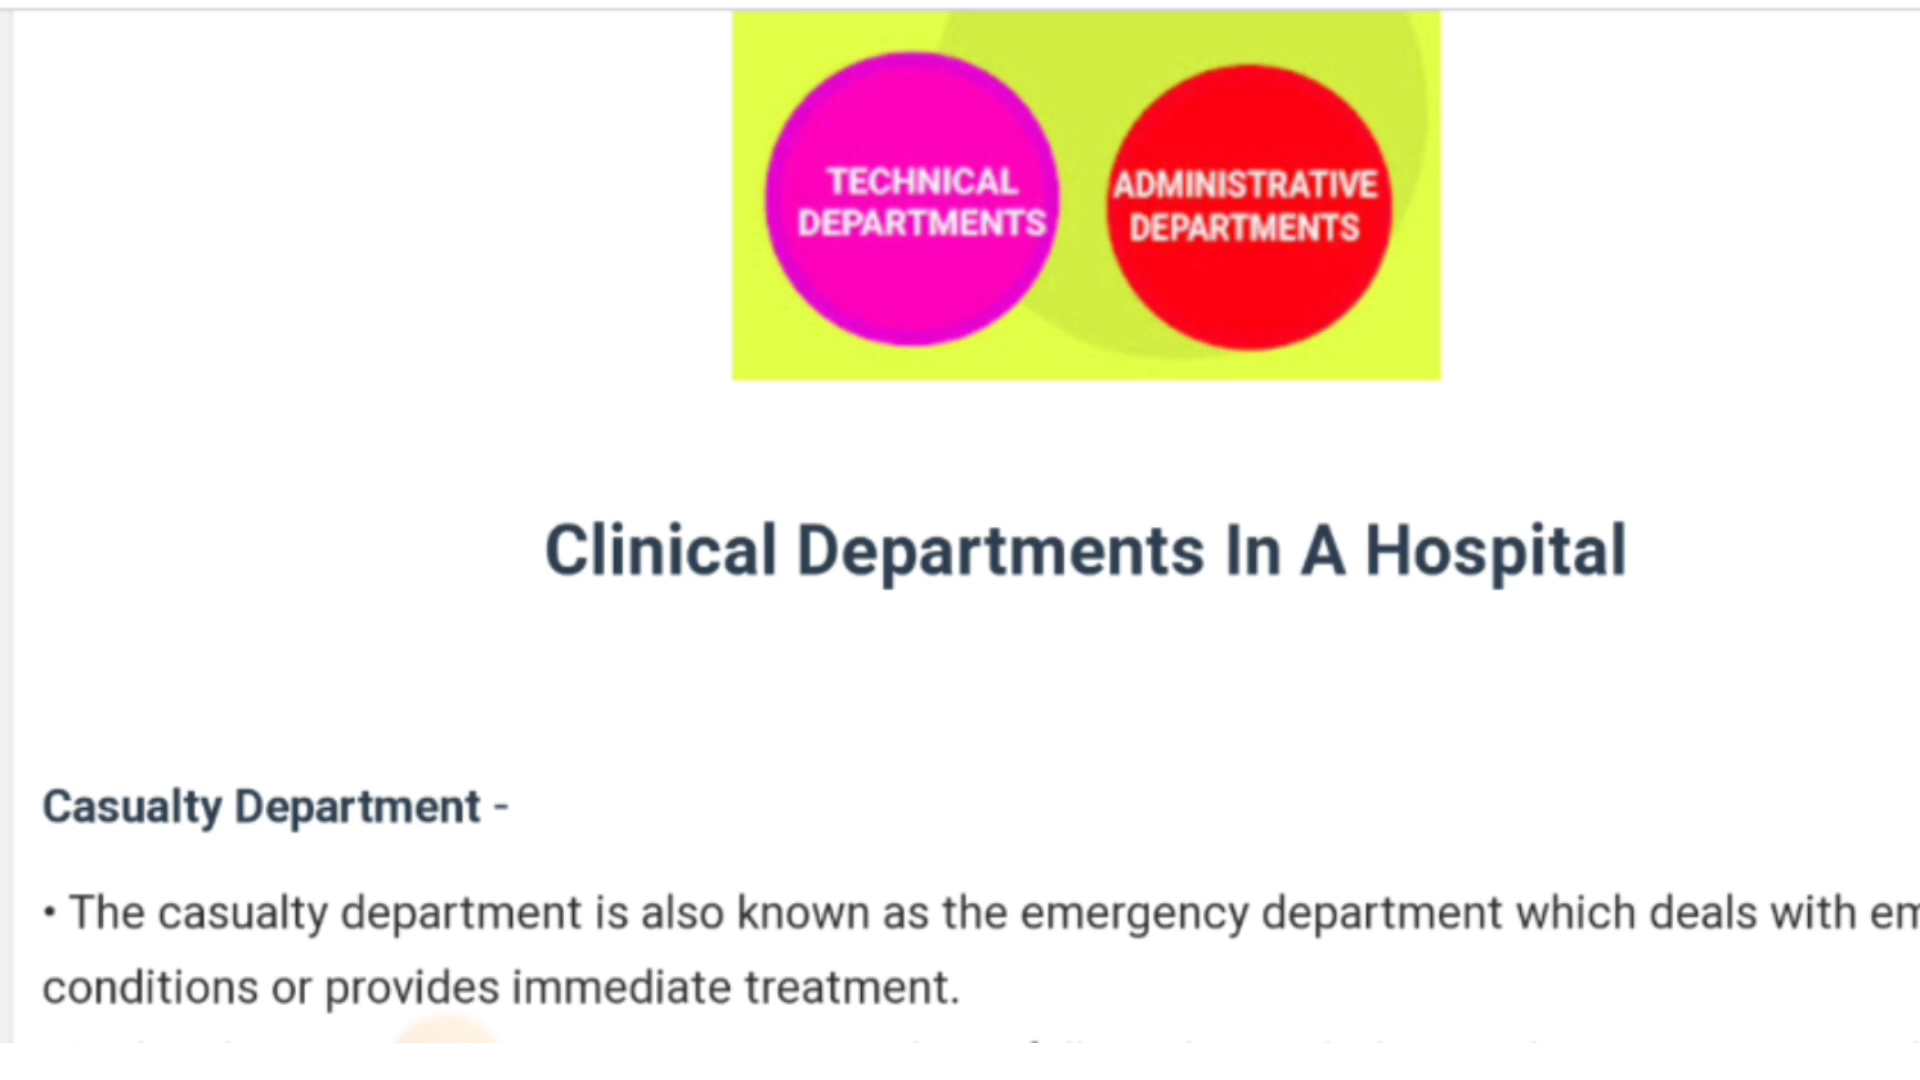 TECHNICAL
DEPARTMENTS
ADMINISTRATIVE
DEPARTMENTS
Clinical Departments In A Hospital
Casualty Department -
• The casualty department is also known as the emergency department which deals with
conditions or provides immediate treatment.